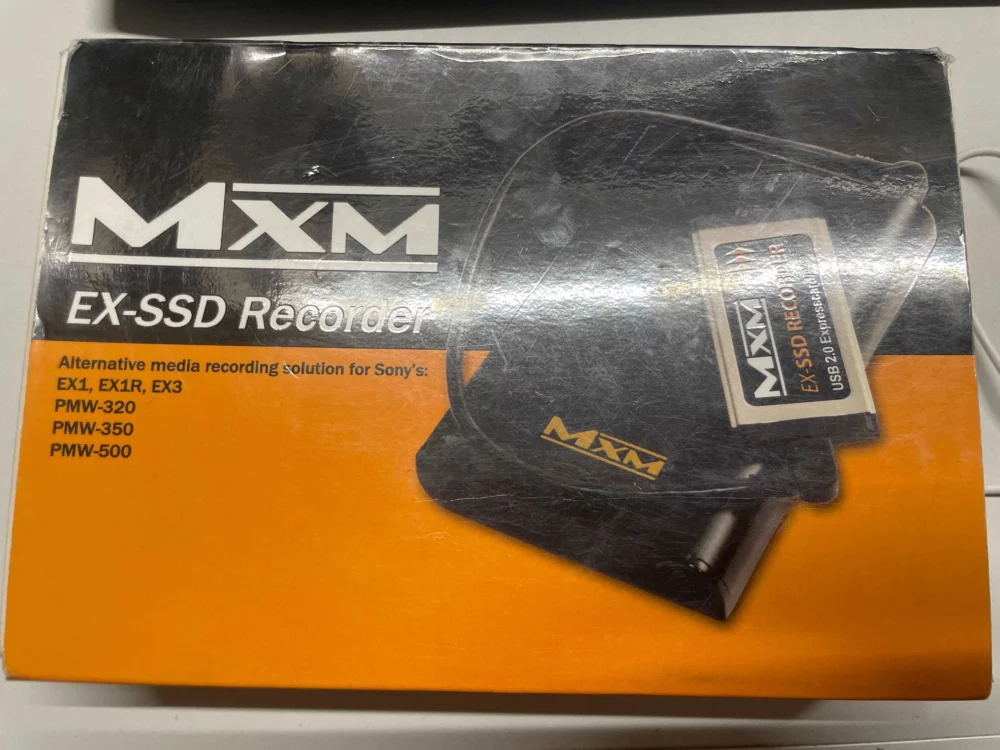 MXM
EX-SSD Recorder
Alternative media recording solution for Sony's:
EX1, EX1R, EX3
PMW-320
PMW-350
PMW-500
MXM
MXM
EX-SSD RECORDER
USB 2.0 Expresscard